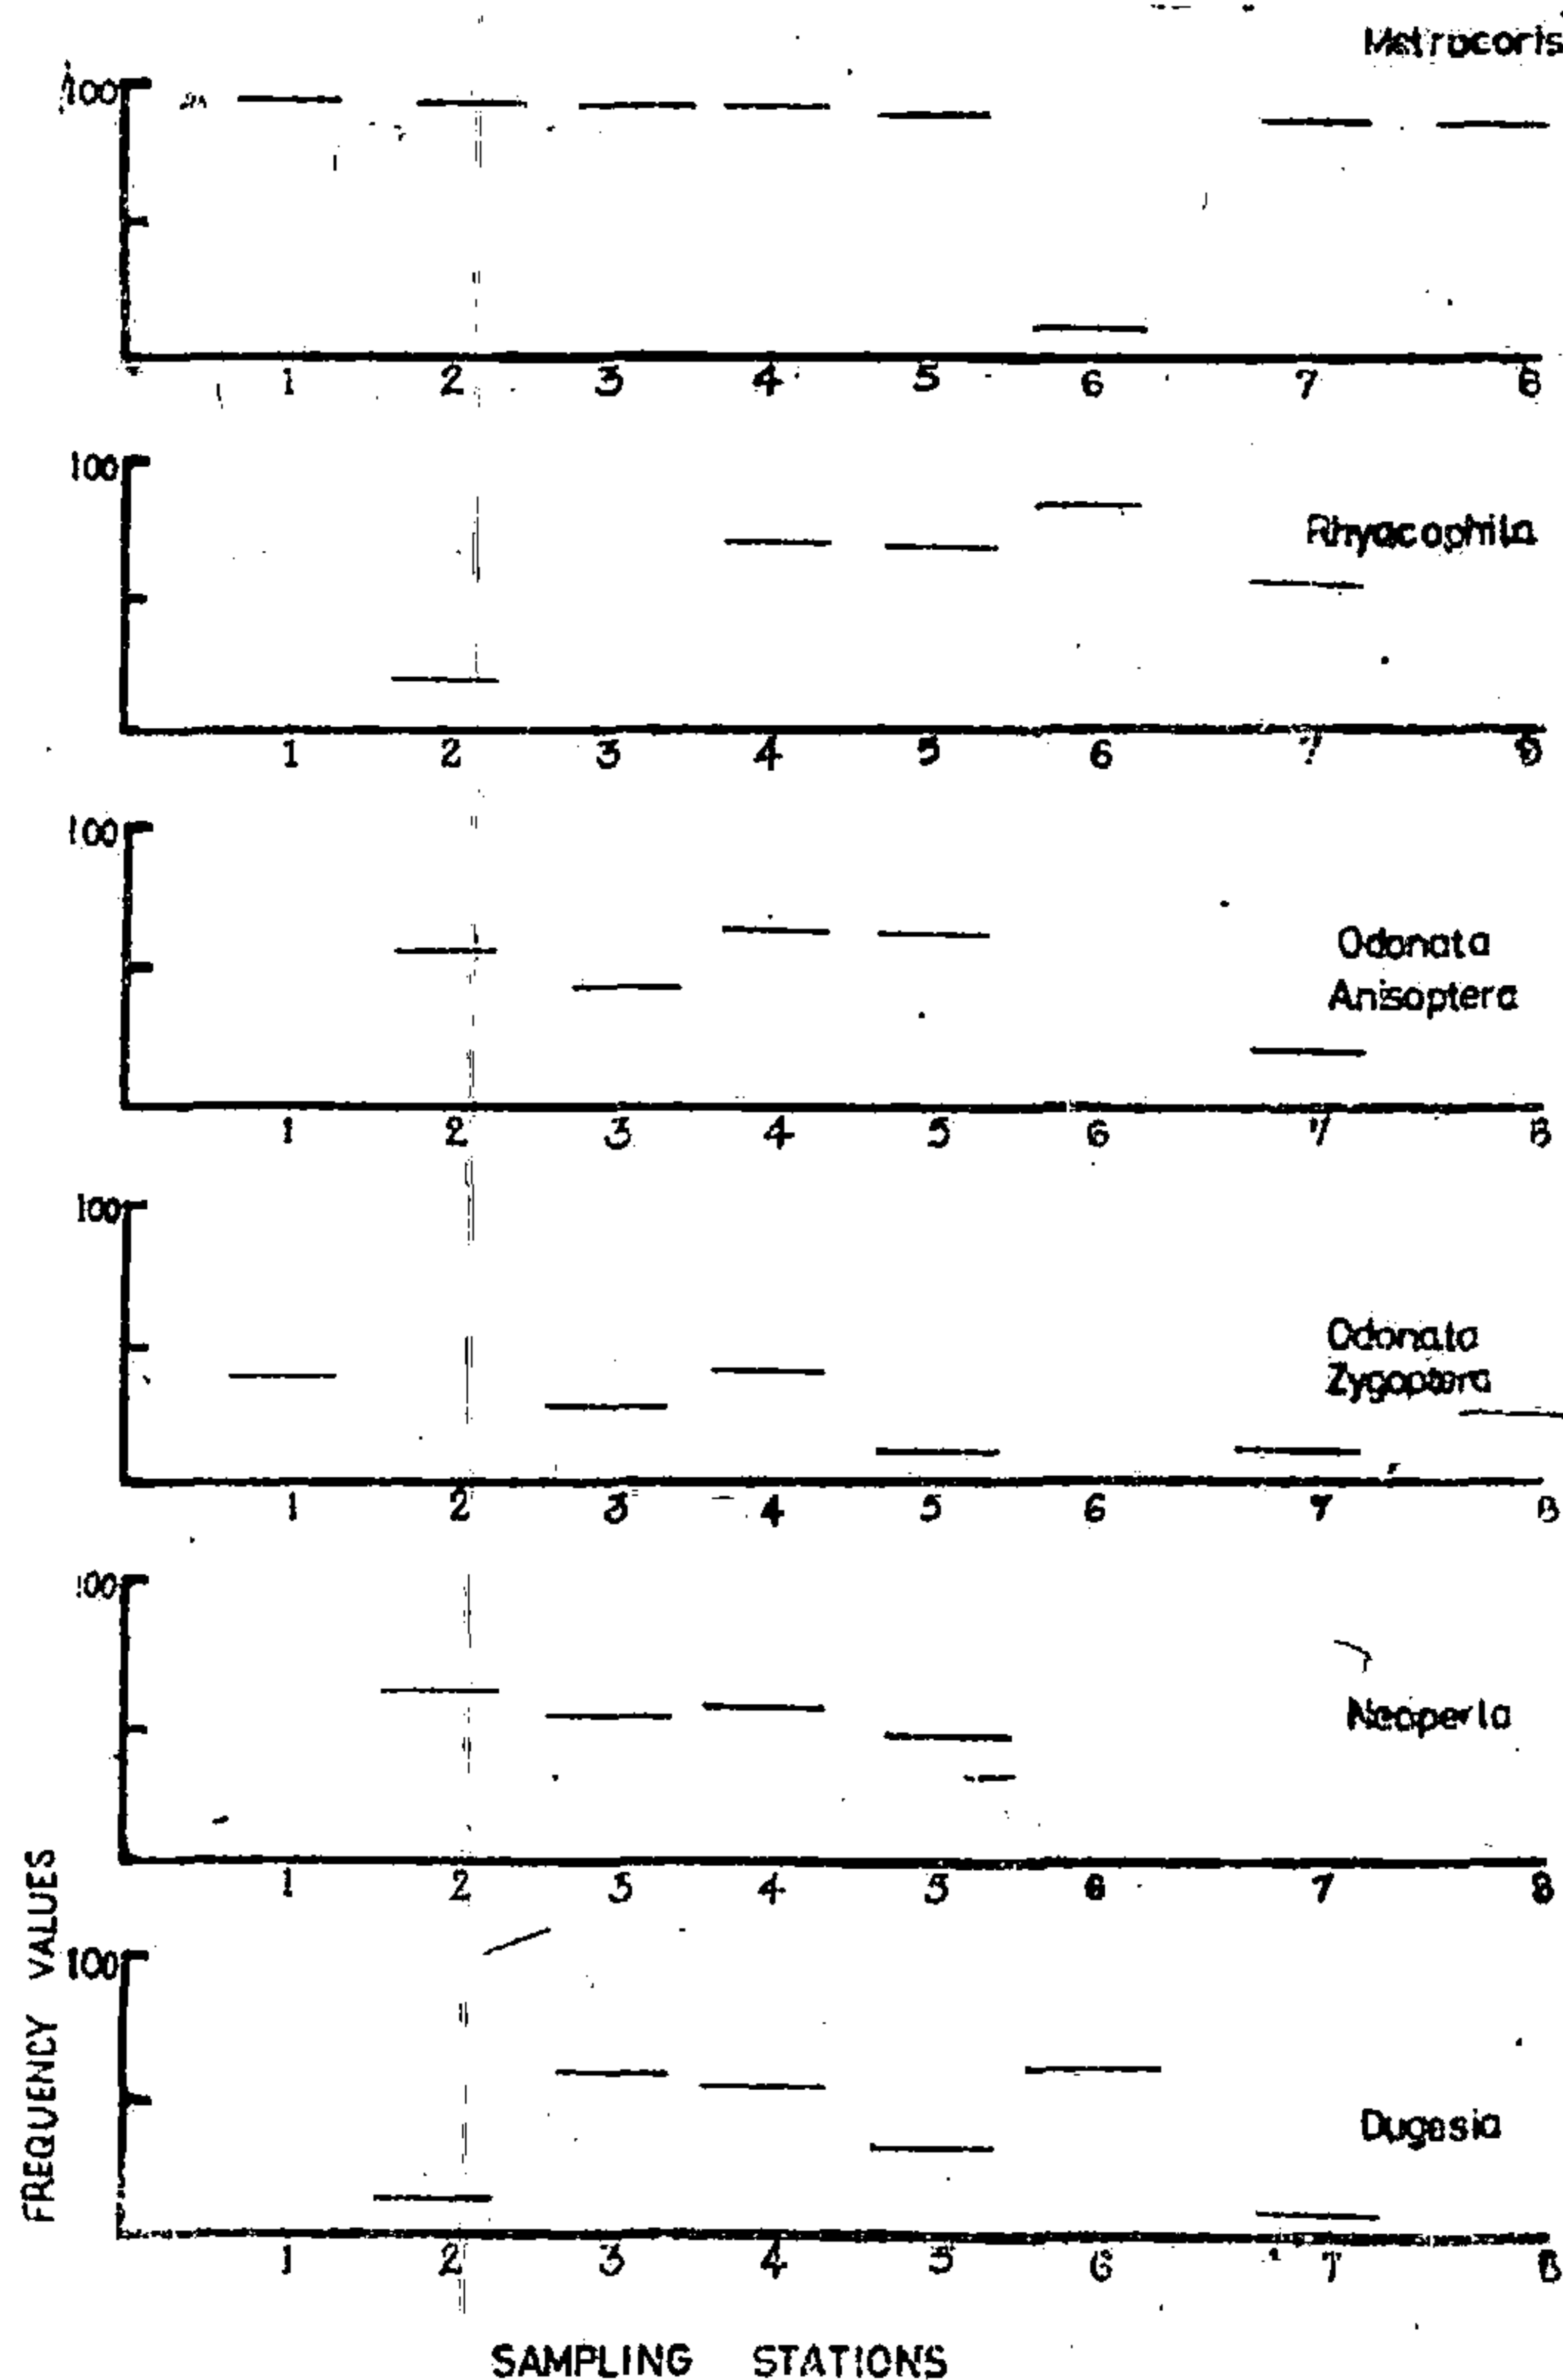 Metrocoris
100
1 2 3 4 5 6 7 8
100
Rhyacophila
1 2 3 4 5 6 7 8
100
Odonata
Anisoptera
1 2 3 4 5 6 7 8
100
Odonata
Zygoptera
1 2 3 4 5 6 7 8
100
Neoperla
1 2 3 4 5 6 7 8
FREQUENCY VALUES
100
Dugesia
1 2 3 4 5 6 7 8
SAMPLING STATIONS